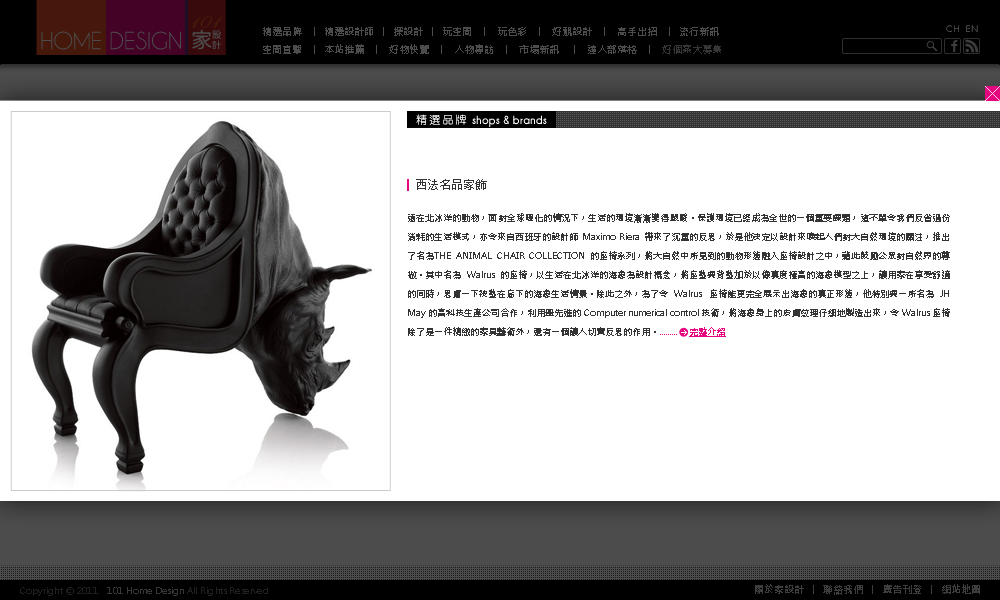 HOME DESIGN 101 家設計
精選品牌 | 精選設計師 | 探設計 | 玩空間 | 玩色彩 | 好親設計 | 高手出招 | 流行新訊
空間直擊 | 本站推薦 | 好物快覽 | 人物專訪 | 市場新訊 | 達人部落格 | 好個案大募集
CH EN
精選品牌 shops & brands
西法名品家飾
遠在北冰洋的動物，面對全球暖化的情況下，生活的環境漸漸變得嚴峻。保護環境已經成為全世的一個重要課題，這不單令我們反省過份
消耗的生活模式，亦令來自西班牙的設計師 Maximo Riera 帶來了沉重的反思，於是他決定以設計來喚起人們對大自然環境的關注，推出
了名為THE ANIMAL CHAIR COLLECTION 的座椅系列，將大自然中所見到的動物形態融入座椅設計之中，藉此鼓勵公眾對自然界的尊
敬。其中名為 Walrus 的座椅，以生活在北冰洋的海象為設計概念，將座墊與背墊加於以像真度極高的海象模型之上，讓用家在享受舒適
的同時，思慮一下被墊在底下的海象生活情景。除此之外，為了令 Walrus 座椅能更完全展示出海象的真正形態，他特別與一所名為 JH
May 的高科技生產公司合作，利用最先進的 Computer numerical control 技術，將海象身上的皮膚紋理仔細地製造出來，令 Walrus 座椅
除了是一件精緻的家具藝術外，還有一個讓人切實反思的作用。......... 完整介紹
Copyright © 2011. 101 Home Design All Rights Reserved
關於家設計 | 聯絡我們 | 廣告刊登 | 網站地圖